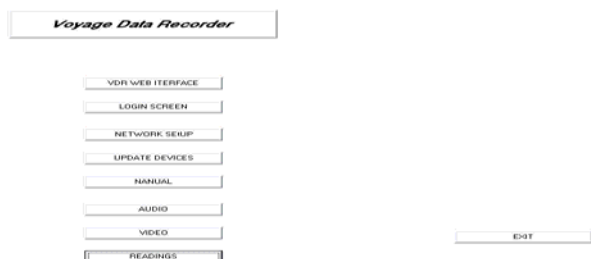 Voyage Data Recorder
VDR WEB ITERFACE
LOGIN SCREEN
NETWORK SEIUP
UPDATE DEVICES
NANUAL
AUDIO
VIDEO
EXIT
READINGS